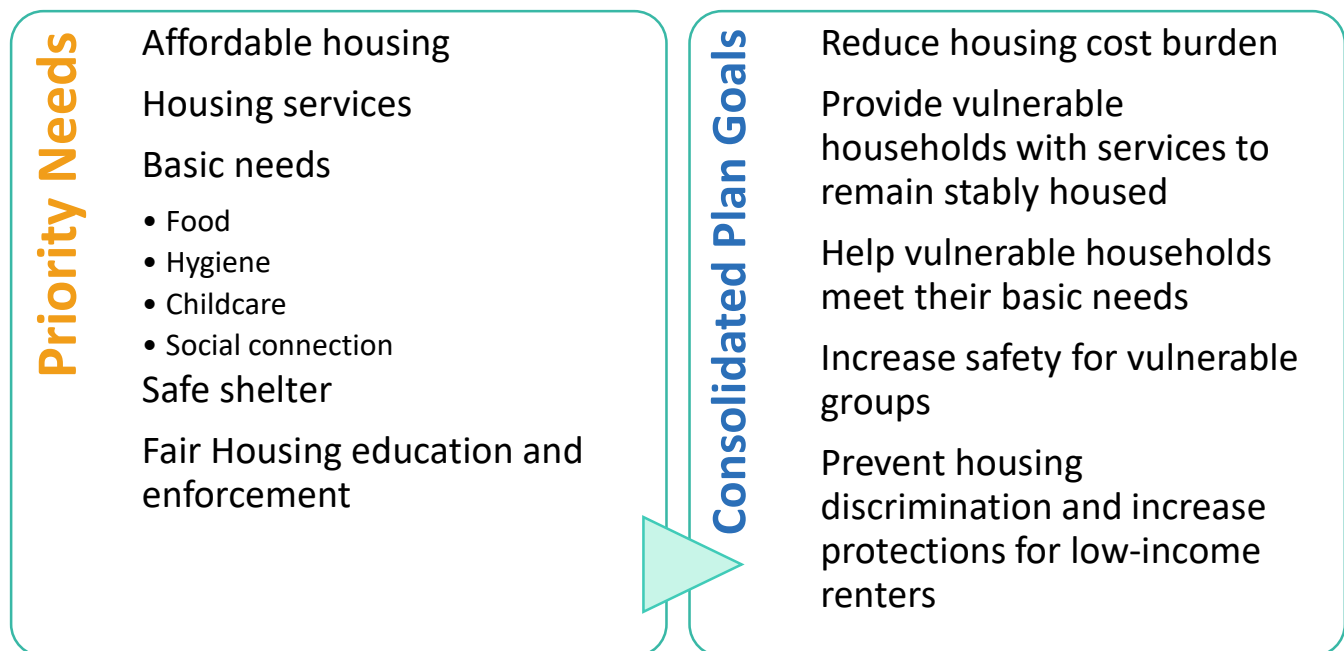 Priority Needs
Affordable housing
Housing services
Basic needs
• Food
• Hygiene
• Childcare
• Social connection
Safe shelter
Fair Housing education and
enforcement
Consolidated Plan Goals
Reduce housing cost burden
Provide vulnerable
households with services to
remain stably housed
Help vulnerable households
meet their basic needs
Increase safety for vulnerable
groups
Prevent housing
discrimination and increase
protections for low-income
renters